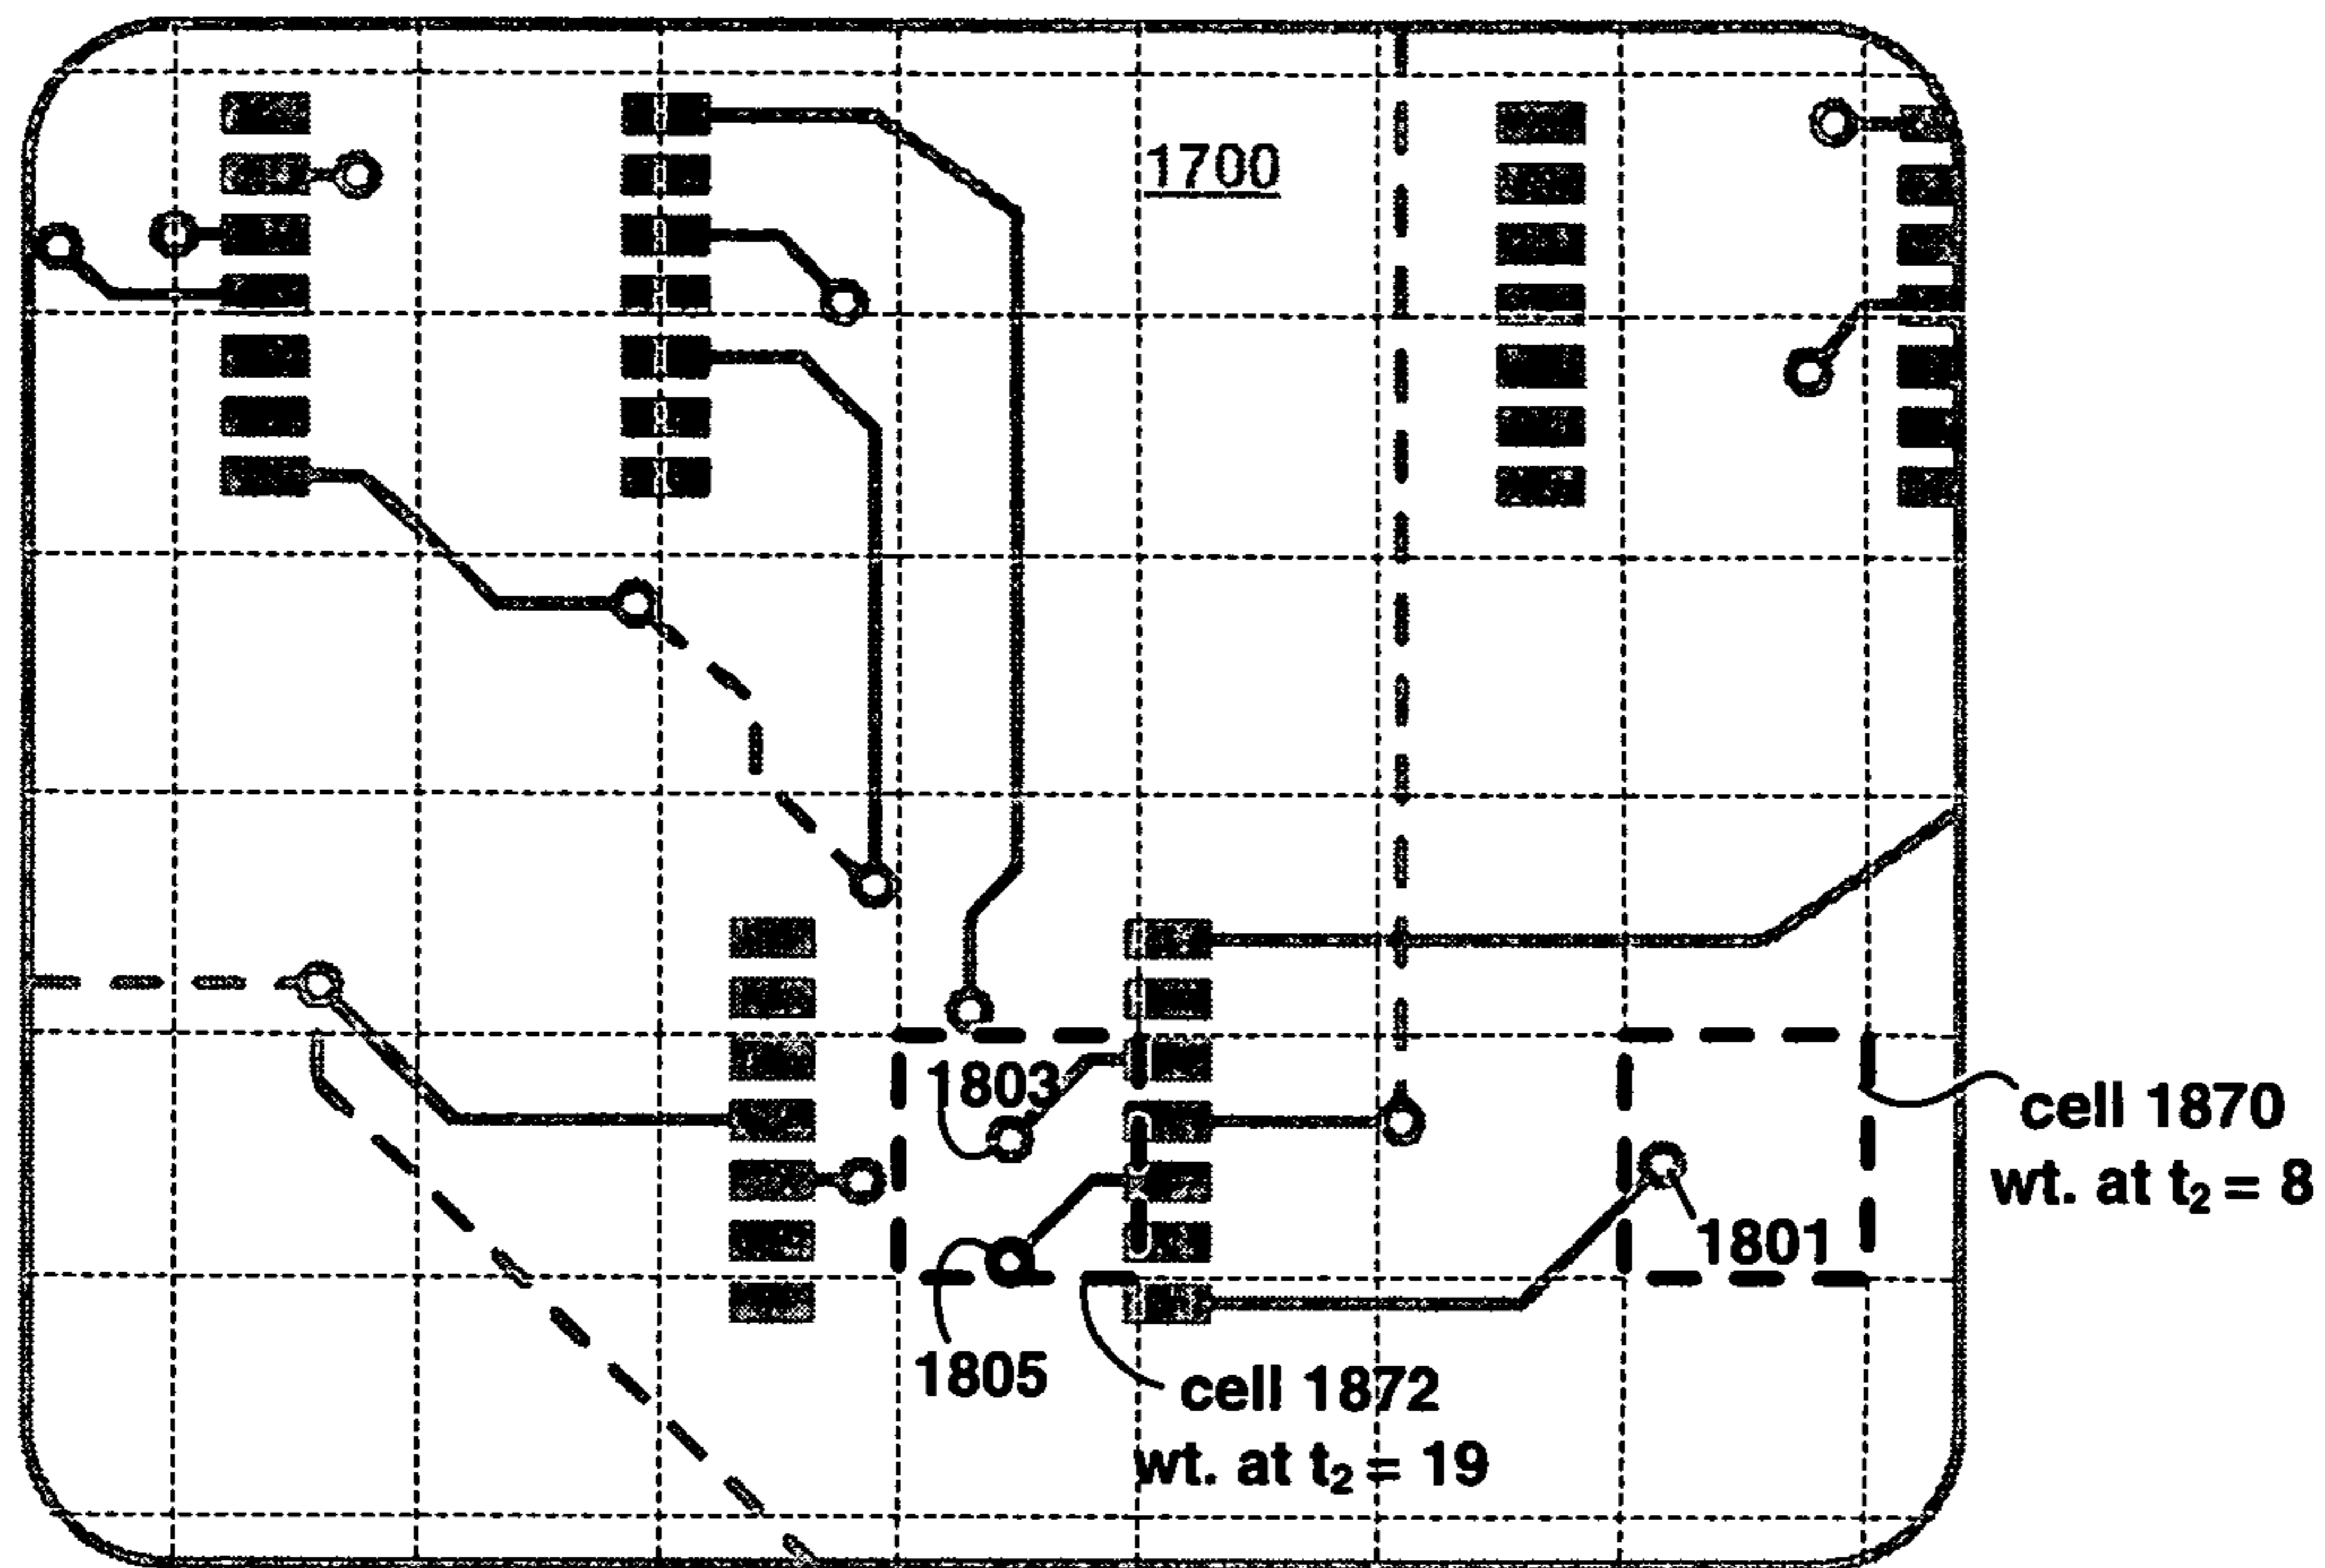 1700
1803
cell 1870
wt. at t₂ = 8
1801
1805
cell 1872
wt. at t₂ = 19